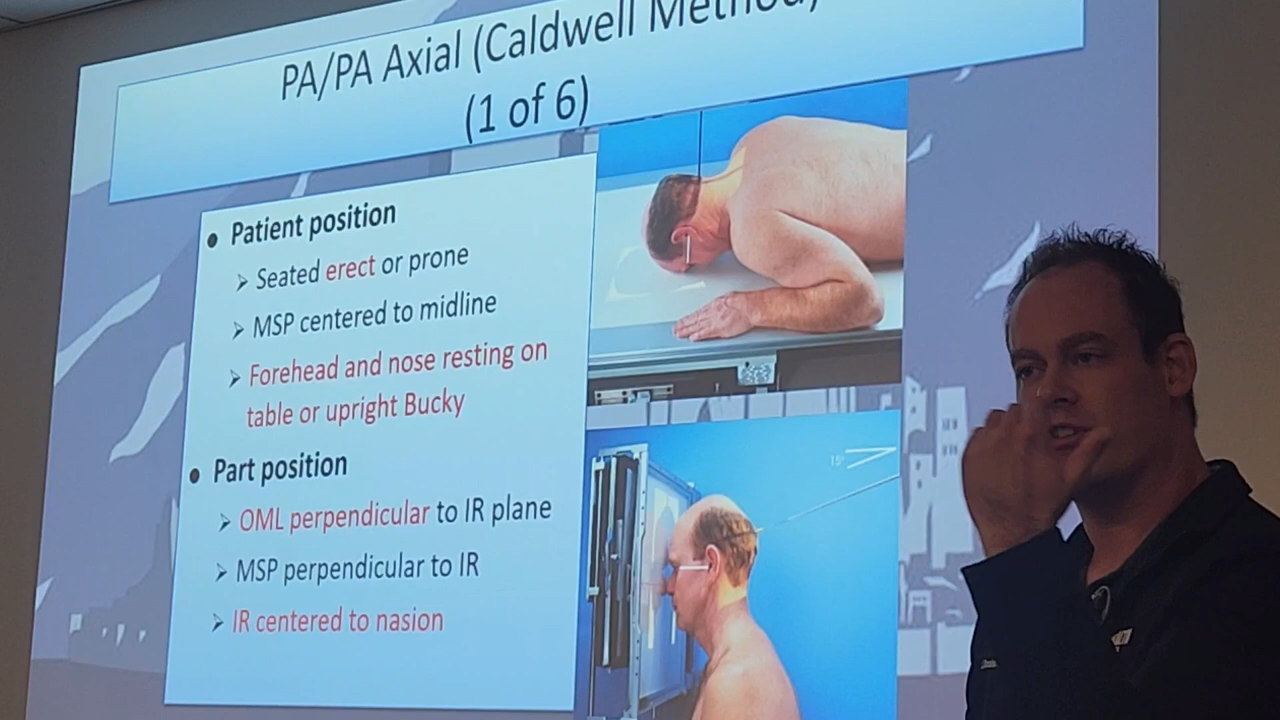 PA/PA Axial (Caldwell Method)
(1 of 6)
• Patient position
➢ Seated erect or prone
➢ MSP centered to midline
➢ Forehead and nose resting on
table or upright Bucky
• Part position
➢ OML perpendicular to IR plane
➢ MSP perpendicular to IR
➢ IR centered to nasion
15°